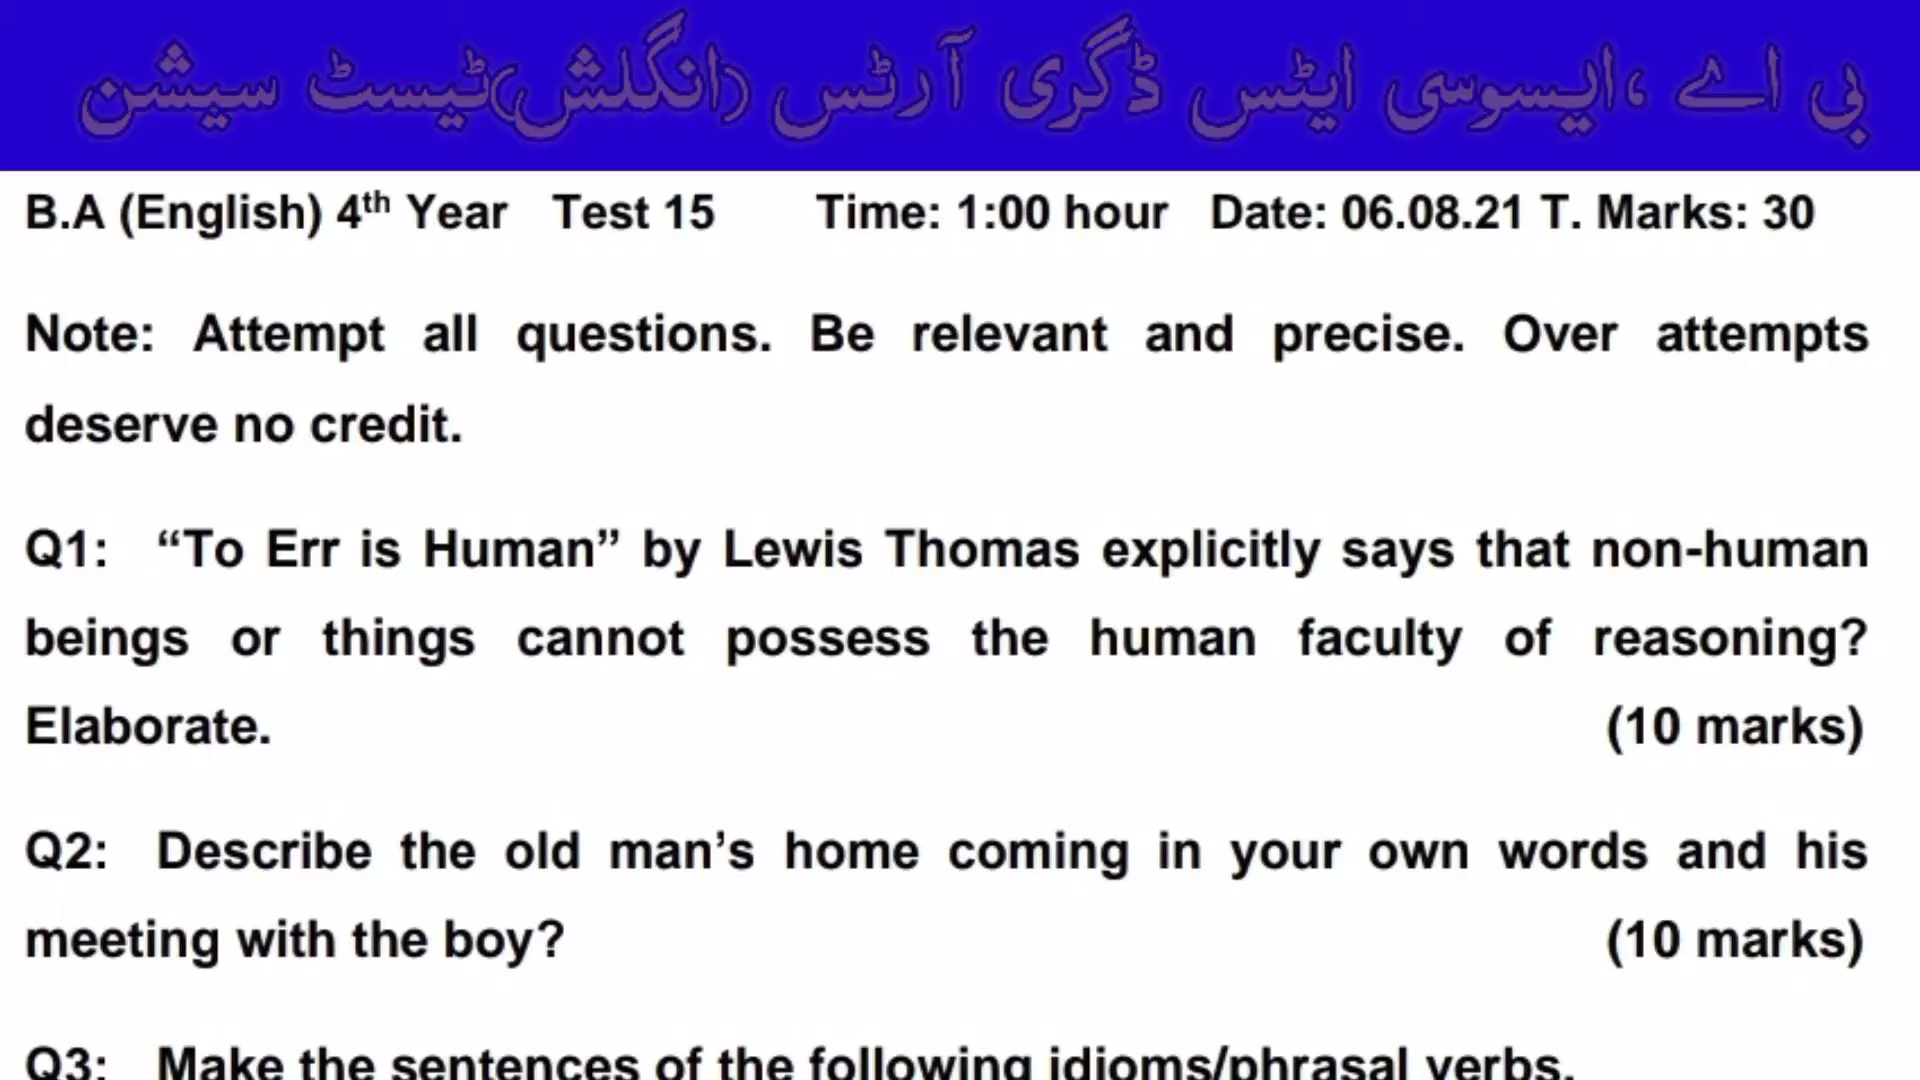 بی اے ،ایسوسی ایٹس ڈگری آرٹس (انگلش)ٹیسٹ سیشن
B.A (English) 4th Year Test 15 Time: 1:00 hour Date: 06.08.21 T. Marks: 30
Note: Attempt all questions. Be relevant and precise. Over attempts
deserve no credit.
Q1: “To Err is Human” by Lewis Thomas explicitly says that non-human
beings or things cannot possess the human faculty of reasoning?
Elaborate. (10 marks)
Q2: Describe the old man’s home coming in your own words and his
meeting with the boy? (10 marks)
Q3: Make the sentences of the following idioms/phrasal verbs.